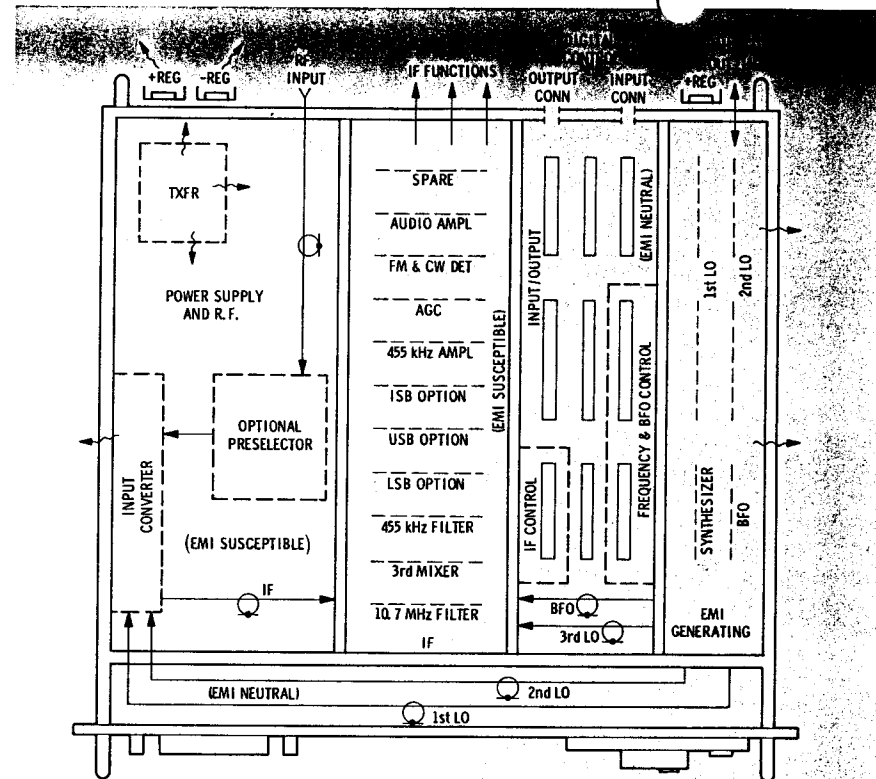 DIGITAL
CONTROL
+REG
-REG
RF
INPUT
IF FUNCTIONS
OUTPUT
CONN
INPUT
CONN
+REG
TXFR
POWER SUPPLY
AND R.F.
OPTIONAL
PRESELECTOR
INPUT
CONVERTER
(EMI SUSCEPTIBLE)
IF
SPARE
AUDIO AMPL
FM & CW DET
AGC
455 kHz AMPL
ISB OPTION
USB OPTION
LSB OPTION
455 kHz FILTER
3rd MIXER
10.7 MHz FILTER
IF
(EMI SUSCEPTIBLE)
INPUT/OUTPUT
(EMI NEUTRAL)
IF CONTROL
FREQUENCY & BFO CONTROL
BFO
3rd LO
1st LO
2nd LO
SYNTHESIZER
BFO
EMI
GENERATING
(EMI NEUTRAL)
2nd LO
1st LO